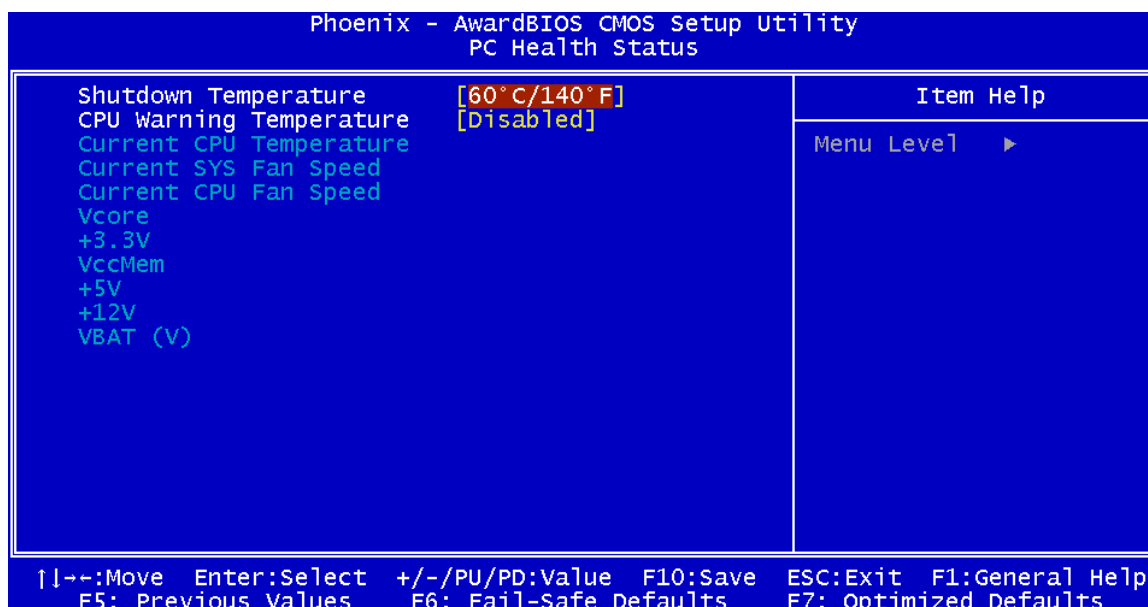 Phoenix - AwardBIOS CMOS Setup Utility
PC Health Status
Shutdown Temperature [60°C/140°F]
CPU Warning Temperature [Disabled]
Current CPU Temperature
Current SYS Fan Speed
Current CPU Fan Speed
Vcore
+3.3V
VccMem
+5V
+12V
VBAT (V)
Item Help
Menu Level ▶
↑↓→←:Move Enter:Select +/-/PU/PD:Value F10:Save ESC:Exit F1:General Help
F5: Previous Values F6: Fail-Safe Defaults F7: Optimized Defaults